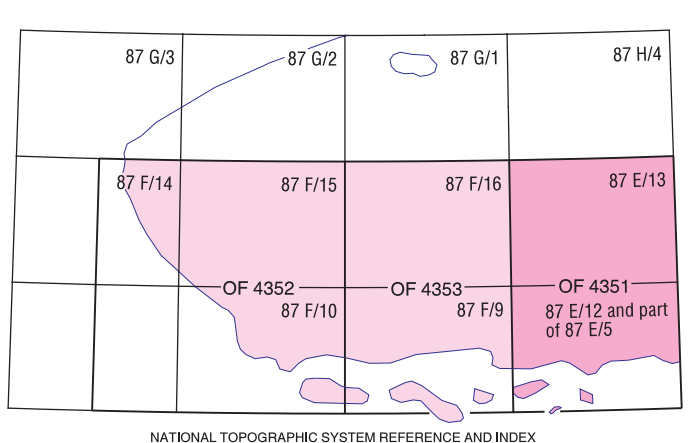 87 G/3
87 G/2
87 G/1
87 H/4
87 F/14
87 F/15
87 F/16
87 E/13
OF 4352
OF 4353
OF 4351
87 F/10
87 F/9
87 E/12 and part
of 87 E/5
NATIONAL TOPOGRAPHIC SYSTEM REFERENCE AND INDEX